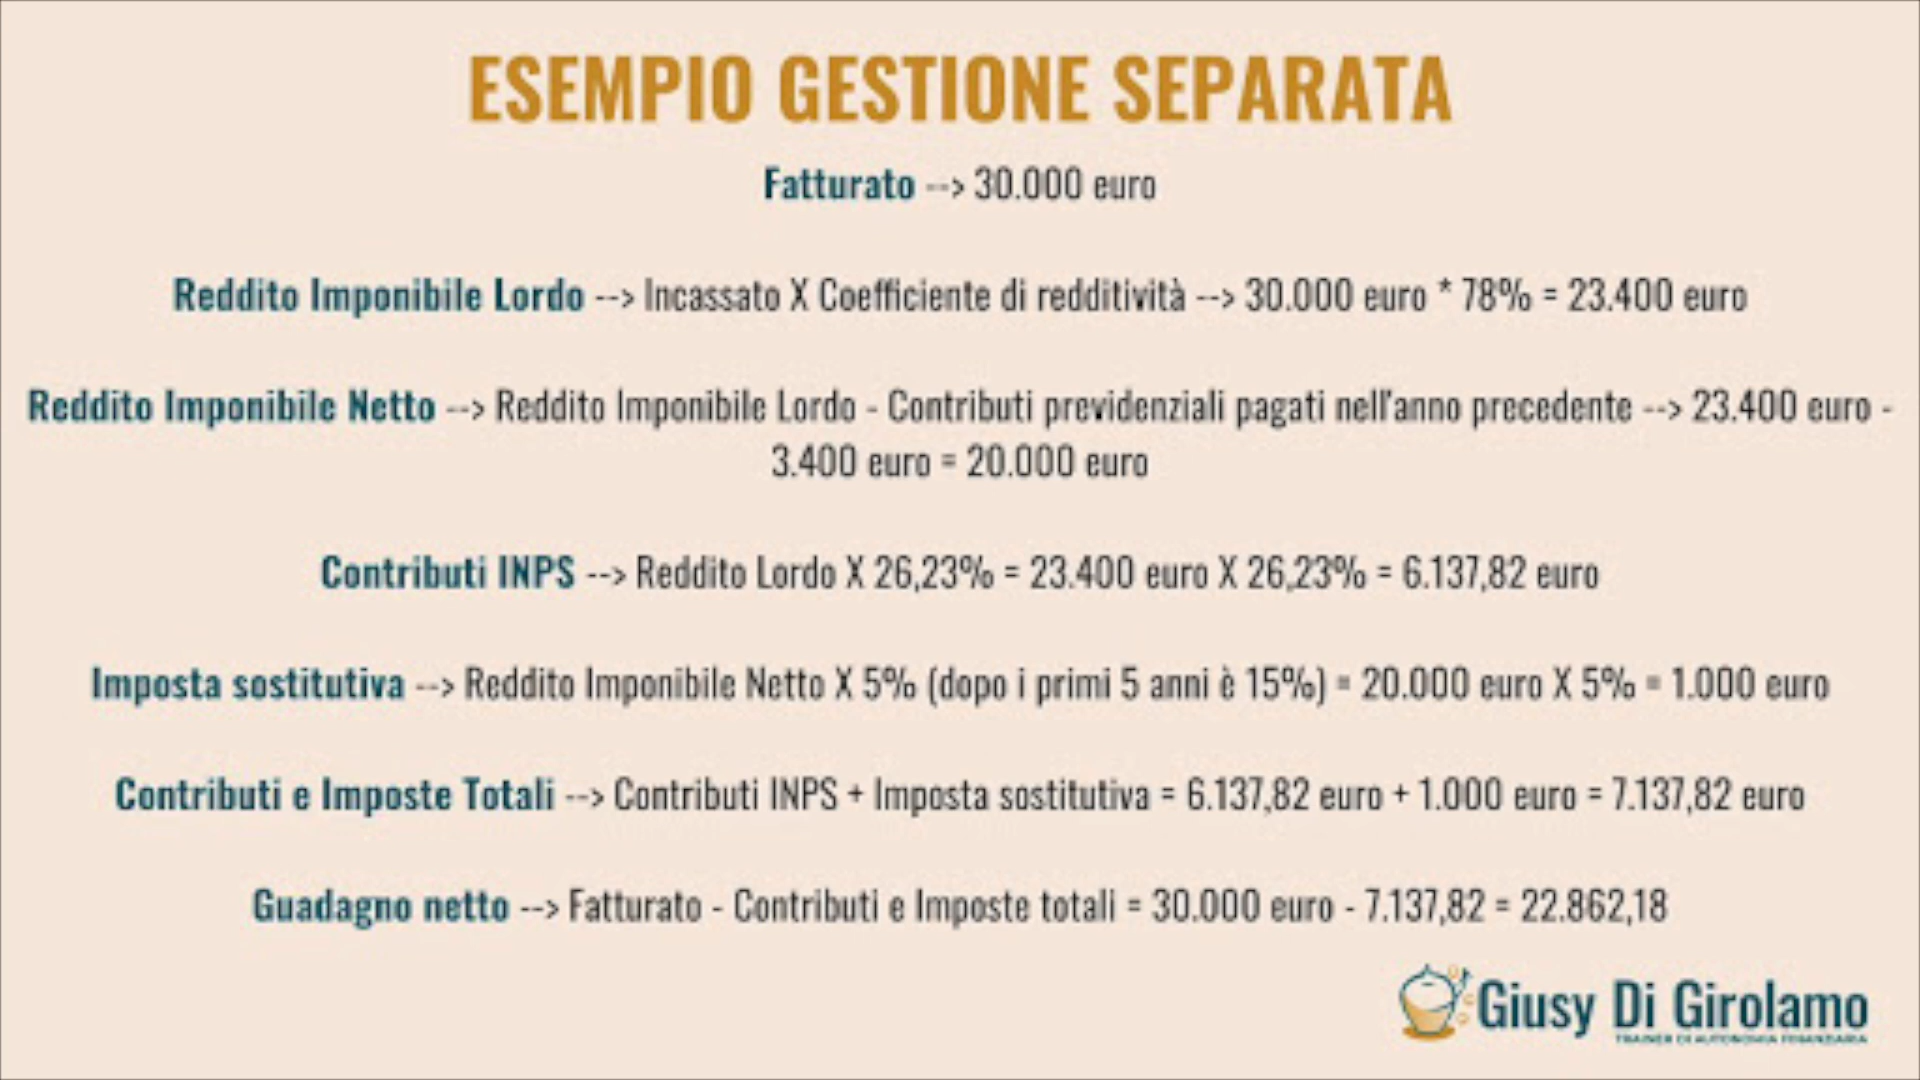 ESEMPIO GESTIONE SEPARATA
Fatturato --> 30.000 euro
Reddito Imponibile Lordo --> Incassato X Coefficiente di redditività --> 30.000 euro * 78% = 23.400 euro
Reddito Imponibile Netto --> Reddito Imponibile Lordo - Contributi previdenziali pagati nell'anno precedente --> 23.400 euro -
3.400 euro = 20.000 euro
Contributi INPS --> Reddito Lordo X 26,23% = 23.400 euro X 26,23% = 6.137,82 euro
Imposta sostitutiva --> Reddito Imponibile Netto X 5% (dopo i primi 5 anni è 15%) = 20.000 euro X 5% = 1.000 euro
Contributi e Imposte Totali --> Contributi INPS + Imposta sostitutiva = 6.137,82 euro + 1.000 euro = 7.137,82 euro
Guadagno netto --> Fatturato - Contributi e Imposte totali = 30.000 euro - 7.137,82 = 22.862,18
Giusy Di Girolamo
TRAINER DI AUTONOMIA FINANZIARIA